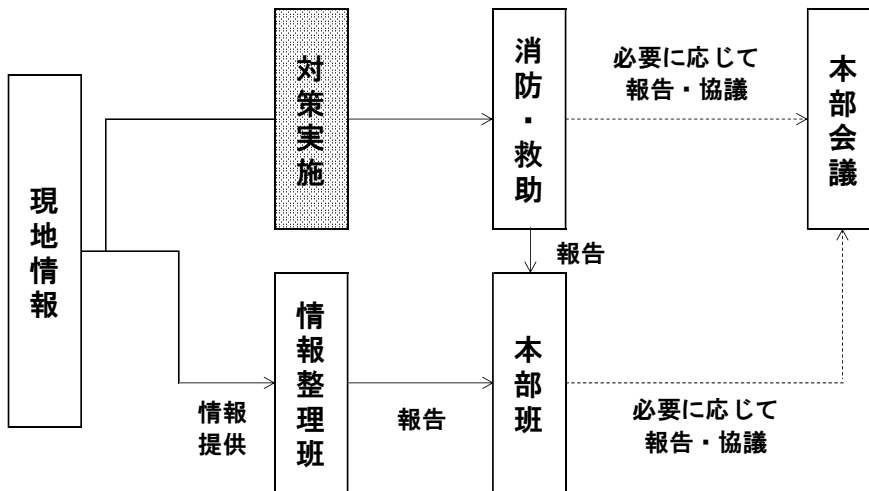 現地情報
対策実施
消防・救助
必要に応じて
報告・協議
本部会議
報告
情報
提供
情報整理班
報告
本部班
必要に応じて
報告・協議